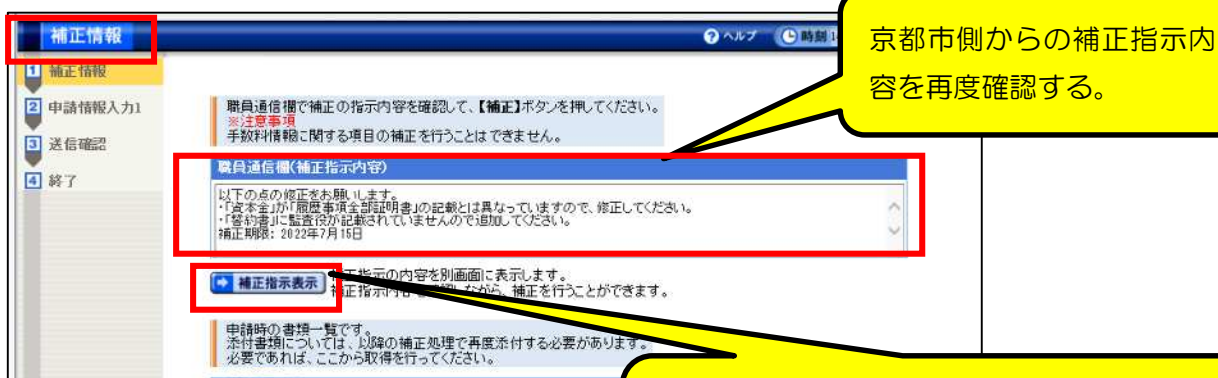 補正情報
ヘルプ
時刻
京都市側からの補正指示内
容を再度確認する。
1 補正情報
2 申請情報入力1
3 送信確認
4 終了
職員通信欄で補正の指示内容を確認して、【補正】ボタンを押してください。
※注意事項
手数料情報に関する項目の補正を行うことはできません。
職員通信欄(補正指示内容)
以下の点の修正をお願いします。
・「資本金」が「履歴事項全部証明書」の記載とは異なっていますので、修正してください。
・「誓約書」に監査役が記載されていませんので追加してください。
補正期限: 2022年7月15日
補正指示表示
正指示の内容を別画面に表示します。
補正指示内容を確認しながら、補正を行うことができます。
申請時の書類一覧です。
添付書類については、以降の補正処理で再度添付する必要があります。
必要であれば、ここから取得を行ってください。